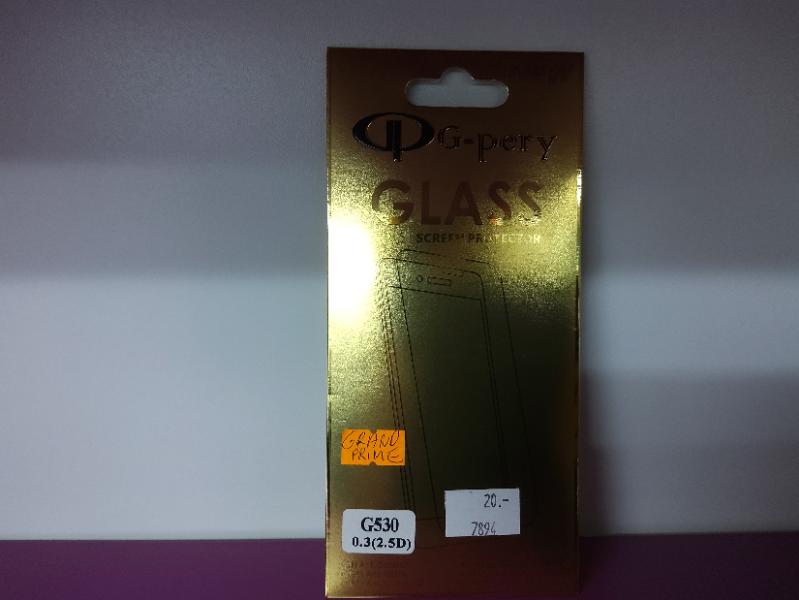 G-pery
GLASS
SCREEN PROTECTOR
GRAND
PRIME
20.-
7894
G530
0.3(2.5D)